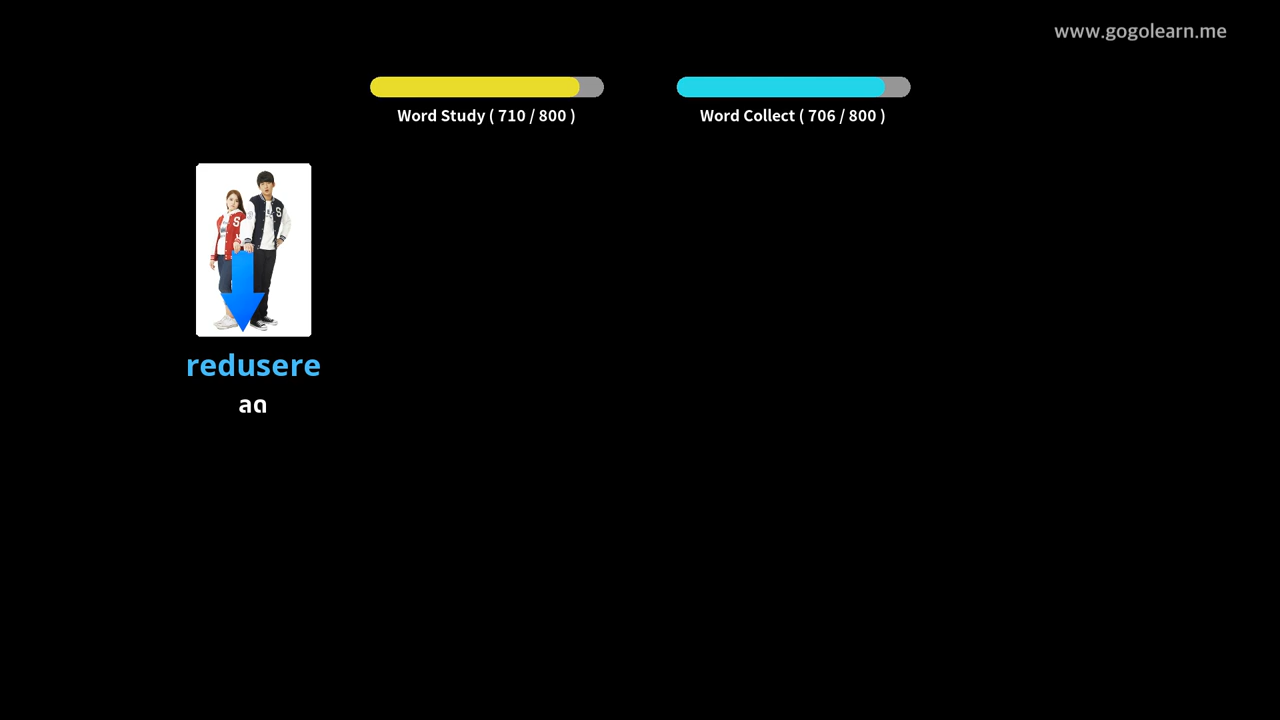 www.gogolearn.me
Word Study ( 710 / 800 )
Word Collect ( 706 / 800 )
S
S
redusere
ลด